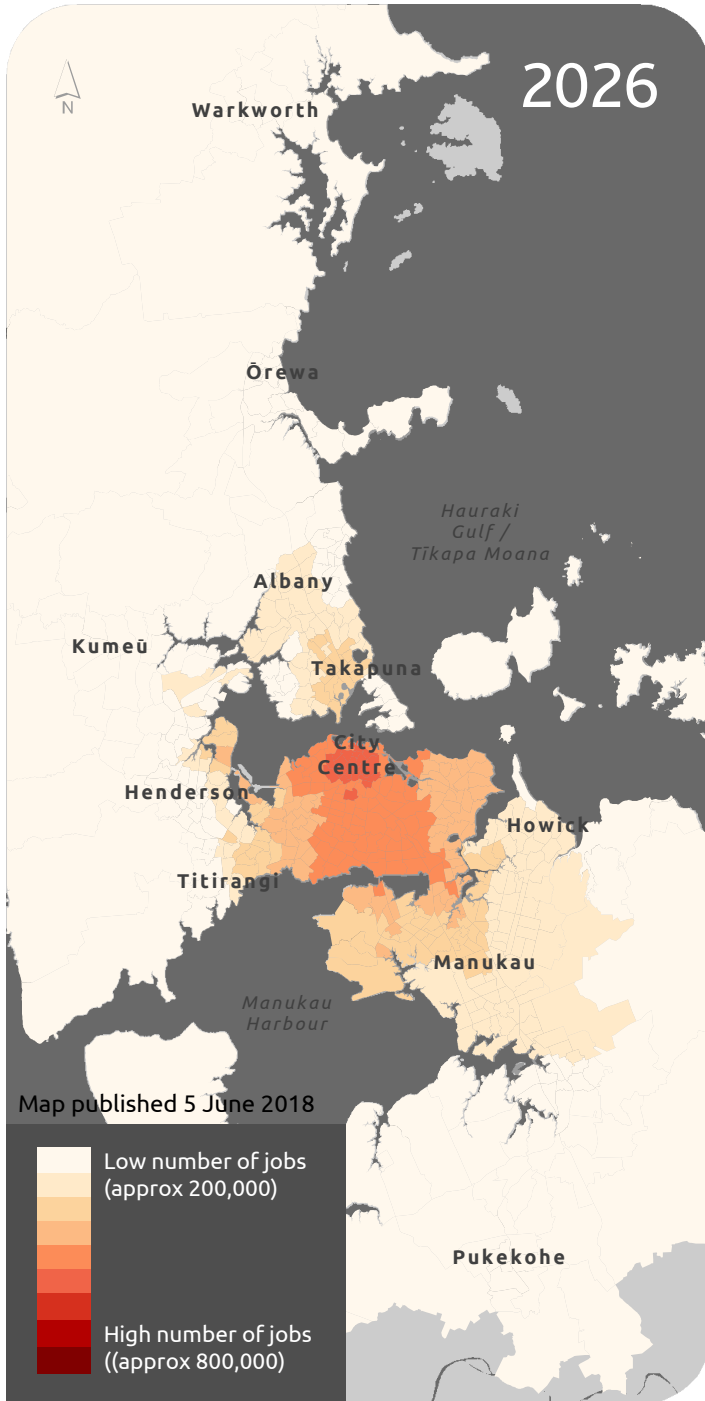 2026
N
Warkworth
Ōrewa
Hauraki
Gulf /
Tīkapa Moana
Albany
Kumeū
Takapuna
City
Centre
Henderson
Howick
Titirangi
Manukau
Manukau
Harbour
Map published 5 June 2018
Low number of jobs
(approx 200,000)
Pukekohe
High number of jobs
((approx 800,000)